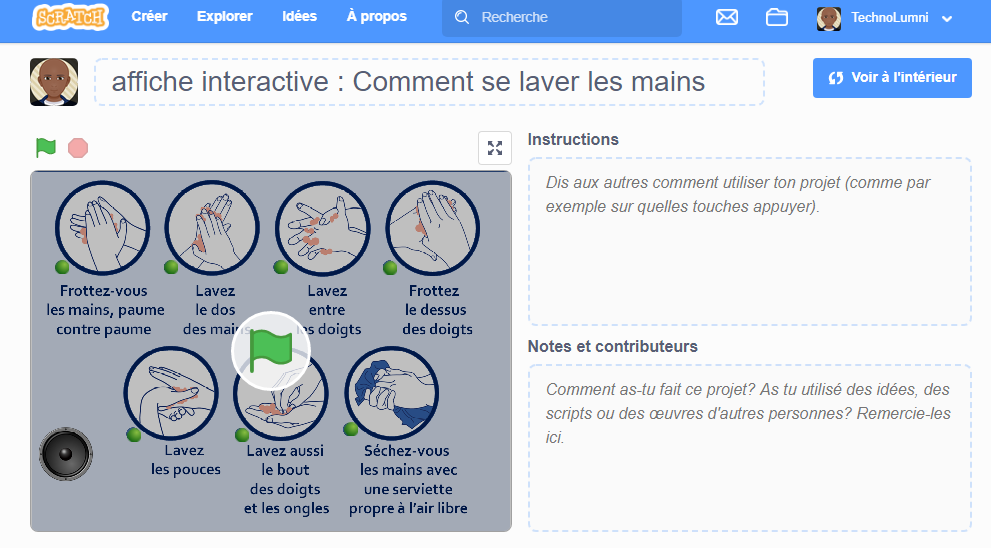 SCRATCH Créer Explorer Idées À propos Recherche TechnoLumni
affiche interactive : Comment se laver les mains
Voir à l'intérieur
Instructions
Dis aux autres comment utiliser ton projet (comme par
exemple sur quelles touches appuyer).
Frottez-vous
les mains, paume
contre paume
Lavez
le dos
des mains
Lavez
entre
les doigts
Frottez
le dessus
des doigts
Lavez
les pouces
Lavez aussi
le bout
des doigts
et les ongles
Séchez-vous
les mains avec
une serviette
propre à l'air libre
Notes et contributeurs
Comment as-tu fait ce projet? As tu utilisé des idées, des
scripts ou des œuvres d'autres personnes? Remercie-les
ici.